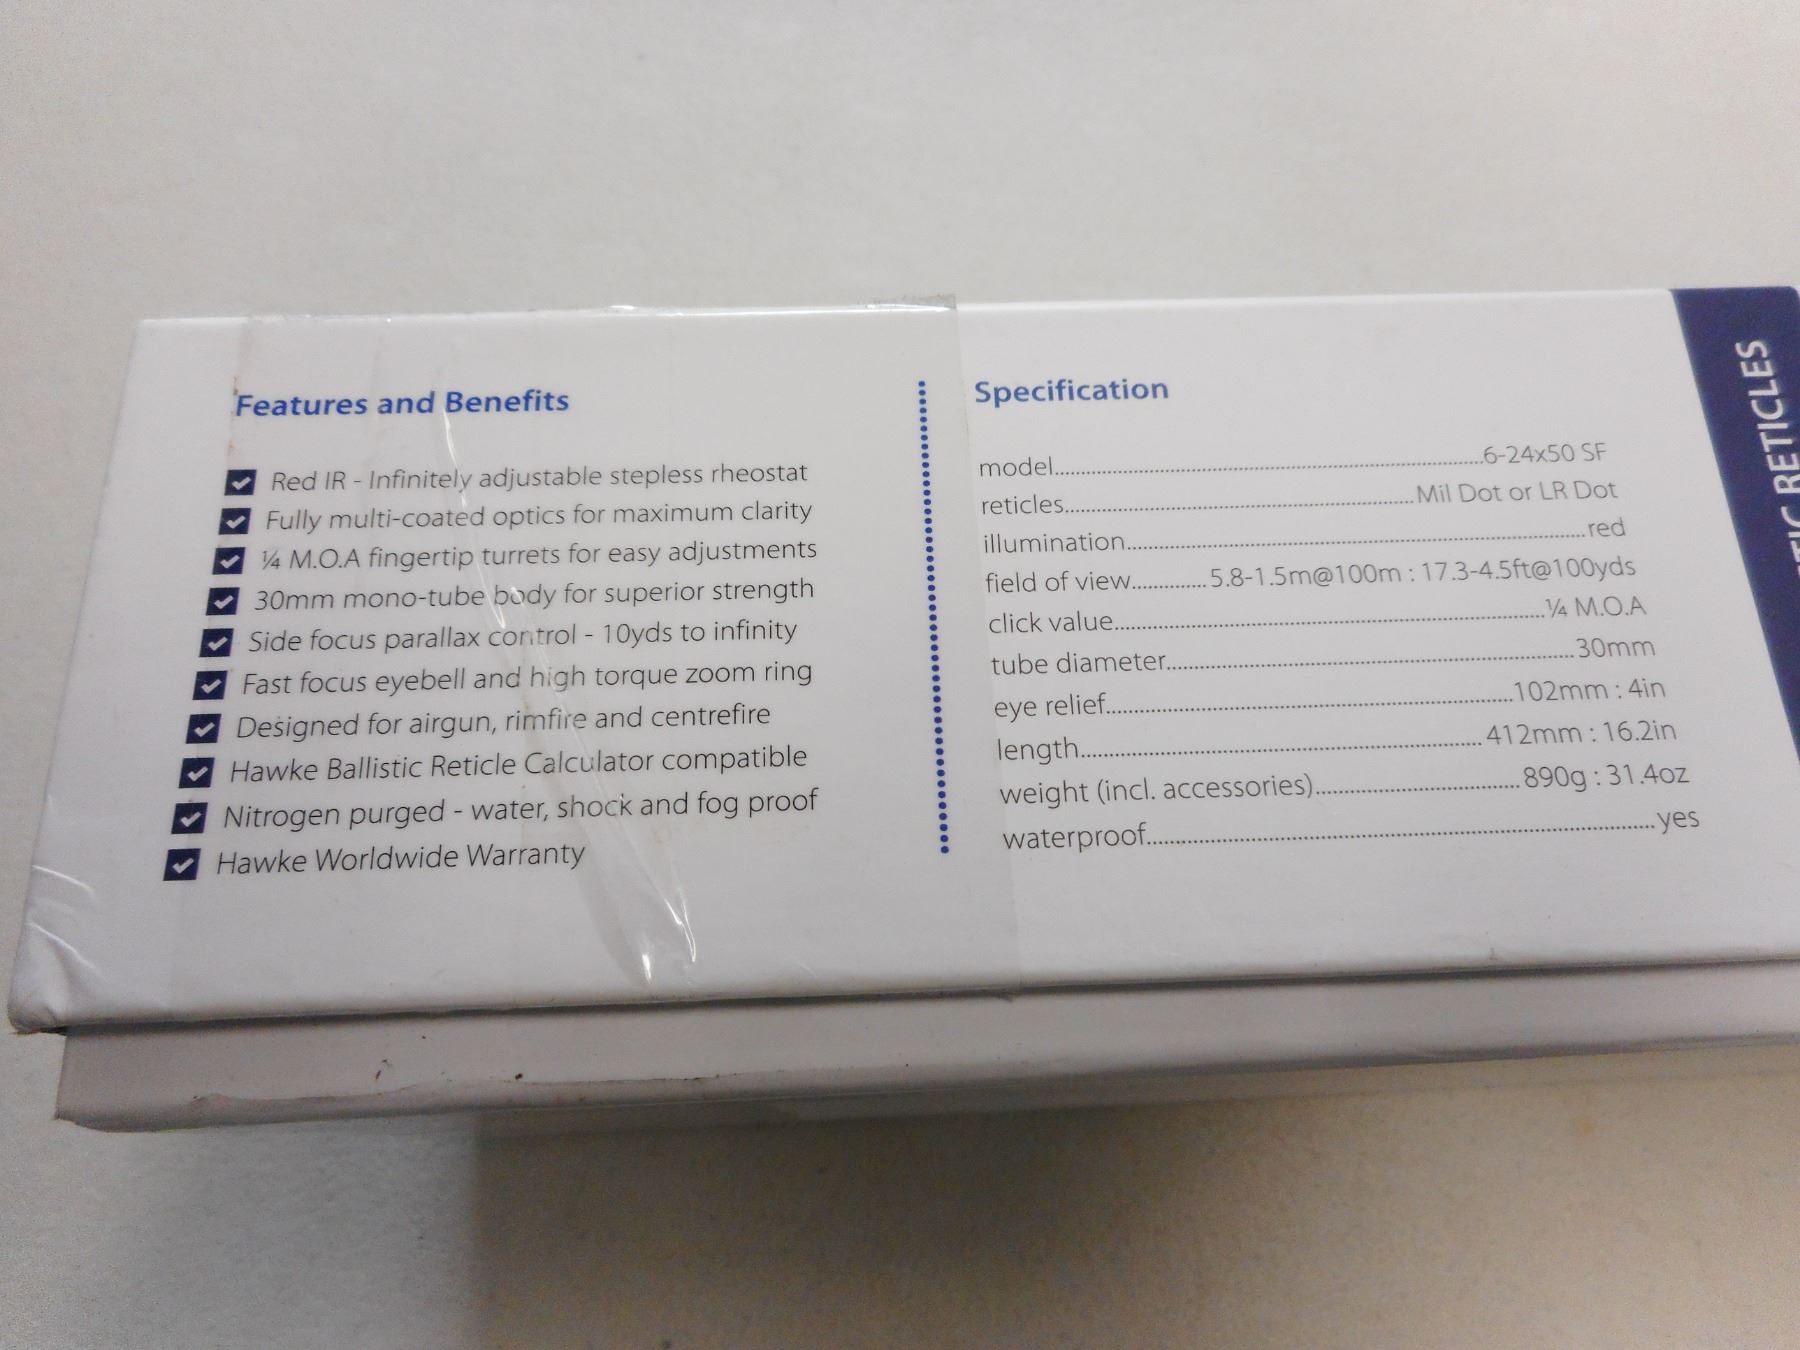 Features and Benefits
Red IR - Infinitely adjustable stepless rheostat
Fully multi-coated optics for maximum clarity
¼ M.O.A fingertip turrets for easy adjustments
30mm mono-tube body for superior strength
Side focus parallax control - 10yds to infinity
Fast focus eyebell and high torque zoom ring
Designed for airgun, rimfire and centrefire
Hawke Ballistic Reticle Calculator compatible
Nitrogen purged - water, shock and fog proof
Hawke Worldwide Warranty
Specification
model....................6-24x50 SF
reticles....................Mil Dot or LR Dot
illumination....................red
field of view............5.8-1.5m@100m : 17.3-4.5ft@100yds
click value....................¼ M.O.A
tube diameter....................30mm
eye relief....................102mm : 4in
length....................412mm : 16.2in
weight (incl. accessories)....................890g : 31.4oz
waterproof....................yes
RETICLES